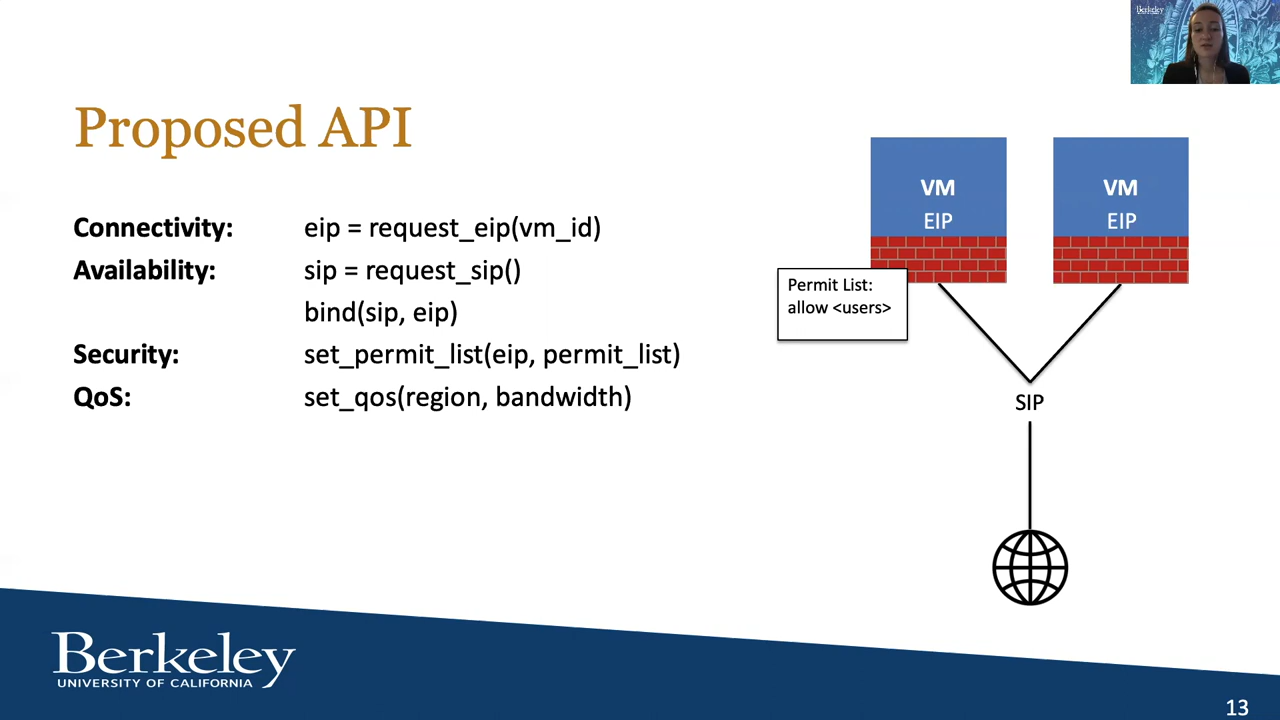 Berkeley
Proposed API
Connectivity: eip = request_eip(vm_id)
Availability: sip = request_sip()
bind(sip, eip)
Security: set_permit_list(eip, permit_list)
QoS: set_qos(region, bandwidth)
VM
EIP
VM
EIP
Permit List:
allow <users>
SIP
Berkeley
UNIVERSITY OF CALIFORNIA
13